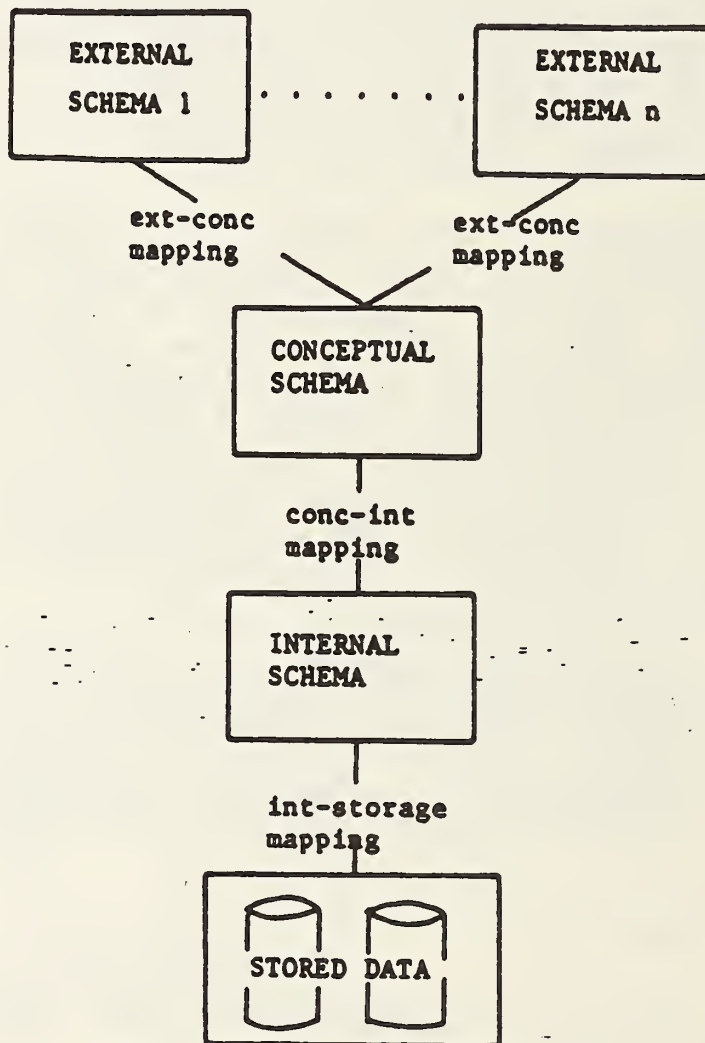 EXTERNAL
SCHEMA 1
. . . . . . .
EXTERNAL
SCHEMA n
ext-conc
mapping
ext-conc
mapping
CONCEPTUAL
SCHEMA
conc-int
mapping
INTERNAL
SCHEMA
int-storage
mapping
STORED DATA